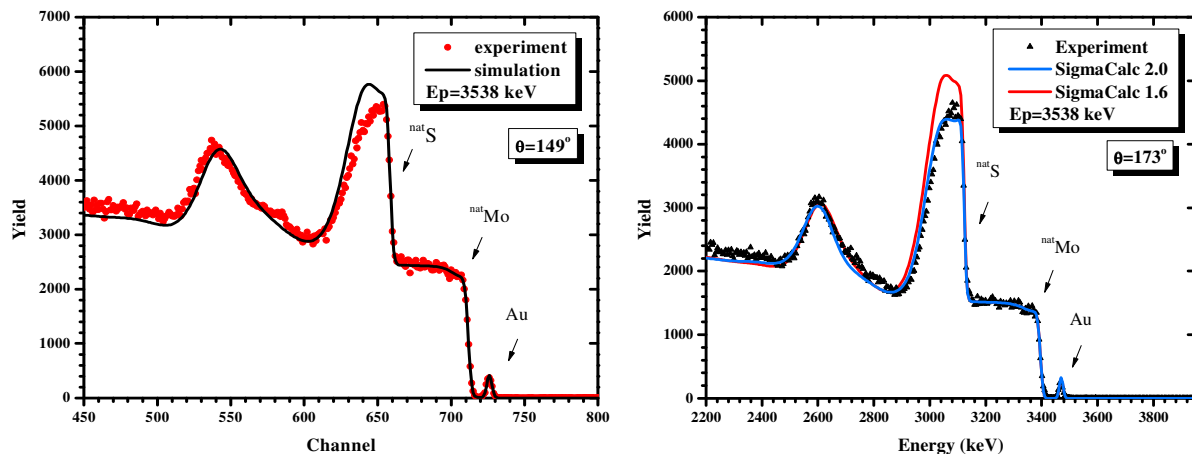 7000
6000
5000
4000
3000
2000
1000
0
Yield
experiment
simulation
Ep=3538 keV
θ=149°
natS
natMo
Au
450 500 550 600 650 700 750 800
Channel
6000
5000
4000
3000
2000
1000
0
Yield
Experiment
SigmaCalc 2.0
SigmaCalc 1.6
Ep=3538 keV
θ=173°
natS
natMo
Au
2200 2400 2600 2800 3000 3200 3400 3600 3800
Energy (keV)